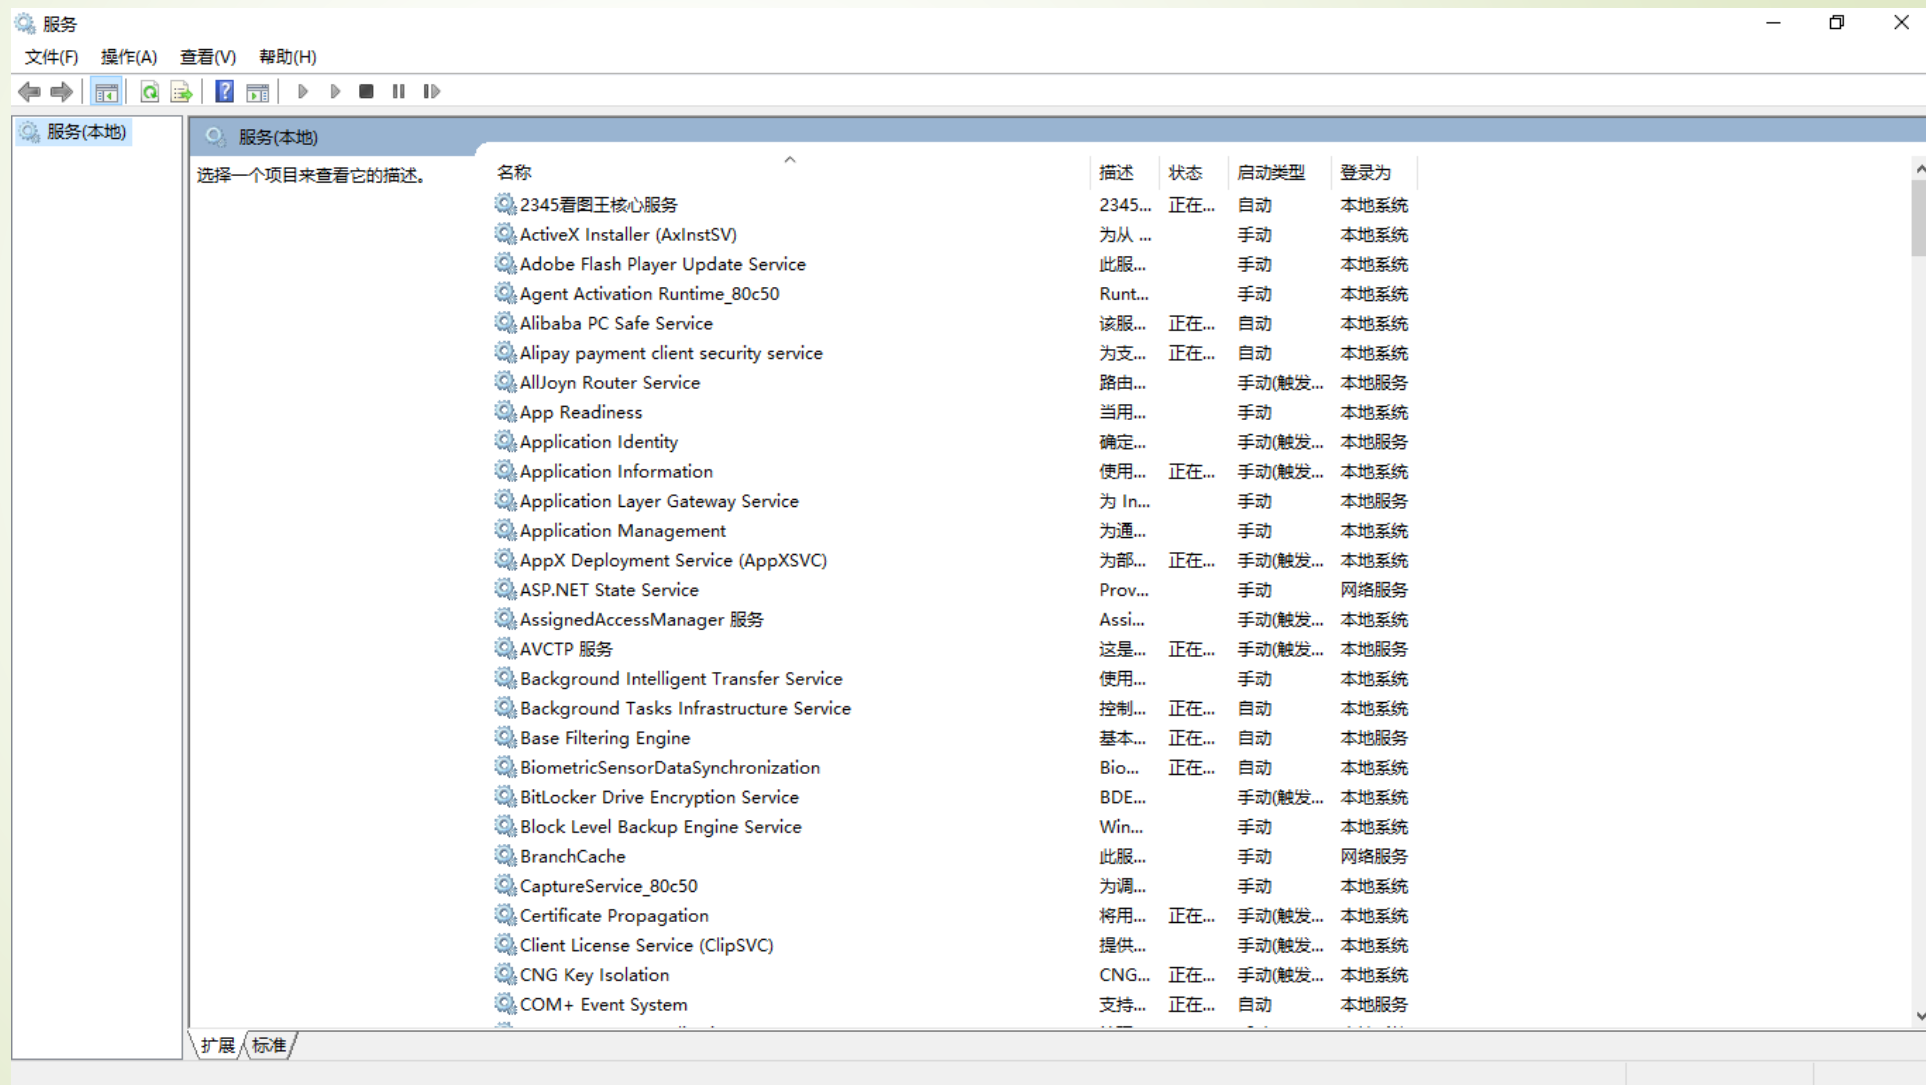 服务
文件(F) 操作(A) 查看(V) 帮助(H)
服务(本地)
服务(本地)
选择一个项目来查看它的描述。
名称 描述 状态 启动类型 登录为
2345看图王核心服务 2345... 正在... 自动 本地系统
ActiveX Installer (AxInstSV) 为从 ... 手动 本地系统
Adobe Flash Player Update Service 此服... 手动 本地系统
Agent Activation Runtime_80c50 Runt... 手动 本地系统
Alibaba PC Safe Service 该服... 正在... 自动 本地系统
Alipay payment client security service 为支... 正在... 自动 本地系统
AllJoyn Router Service 路由... 手动(触发... 本地服务
App Readiness 当用... 手动 本地系统
Application Identity 确定... 手动(触发... 本地服务
Application Information 使用... 正在... 手动(触发... 本地系统
Application Layer Gateway Service 为 In... 手动 本地服务
Application Management 为通... 手动 本地系统
AppX Deployment Service (AppXSVC) 为部... 正在... 手动(触发... 本地系统
ASP.NET State Service Prov... 手动 网络服务
AssignedAccessManager 服务 Assi... 手动(触发... 本地系统
AVCTP 服务 这是... 正在... 手动(触发... 本地服务
Background Intelligent Transfer Service 使用... 手动 本地系统
Background Tasks Infrastructure Service 控制... 正在... 自动 本地系统
Base Filtering Engine 基本... 正在... 自动 本地服务
BiometricSensorDataSynchronization Bio... 正在... 自动 本地系统
BitLocker Drive Encryption Service BDE... 手动(触发... 本地系统
Block Level Backup Engine Service Win... 手动 本地系统
BranchCache 此服... 手动 网络服务
CaptureService_80c50 为调... 手动 本地系统
Certificate Propagation 将用... 正在... 手动(触发... 本地系统
Client License Service (ClipSVC) 提供... 手动(触发... 本地系统
CNG Key Isolation CNG... 正在... 手动(触发... 本地系统
COM+ Event System 支持... 正在... 自动 本地服务
扩展 标准